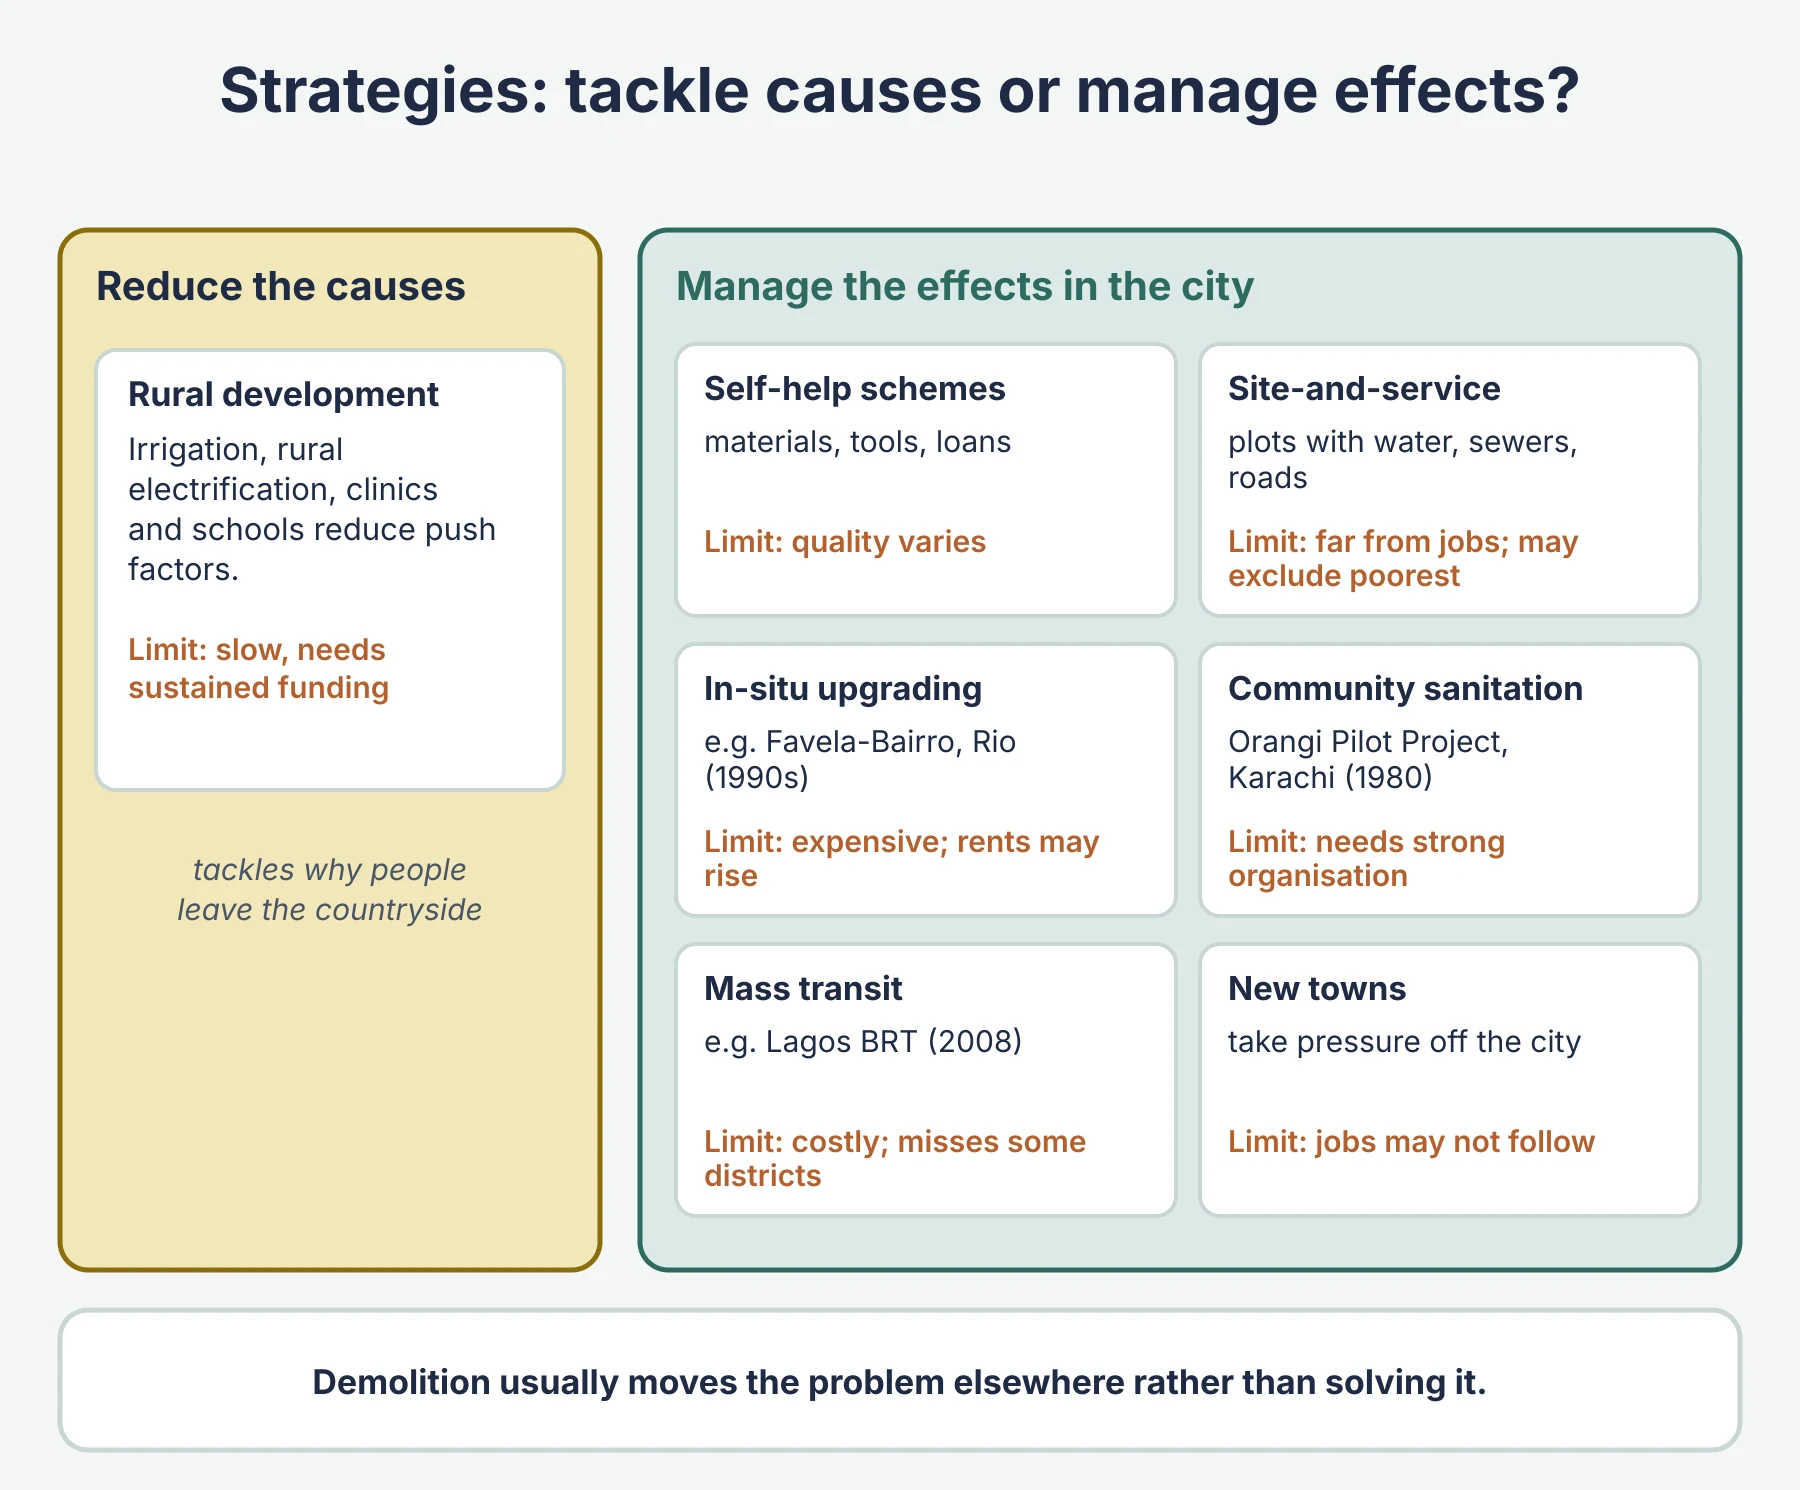 Strategies: tackle causes or manage effects?
Reduce the causes
Rural development
Irrigation, rural
electrification, clinics
and schools reduce push
factors.
Limit: slow, needs
sustained funding
tackles why people
leave the countryside
Manage the effects in the city
Self-help schemes
materials, tools, loans
Limit: quality varies
Site-and-service
plots with water, sewers,
roads
Limit: far from jobs; may
exclude poorest
In-situ upgrading
e.g. Favela-Bairro, Rio
(1990s)
Limit: expensive; rents may
rise
Community sanitation
Orangi Pilot Project,
Karachi (1980)
Limit: needs strong
organisation
Mass transit
e.g. Lagos BRT (2008)
Limit: costly; misses some
districts
New towns
take pressure off the city
Limit: jobs may not follow
Demolition usually moves the problem elsewhere rather than solving it.